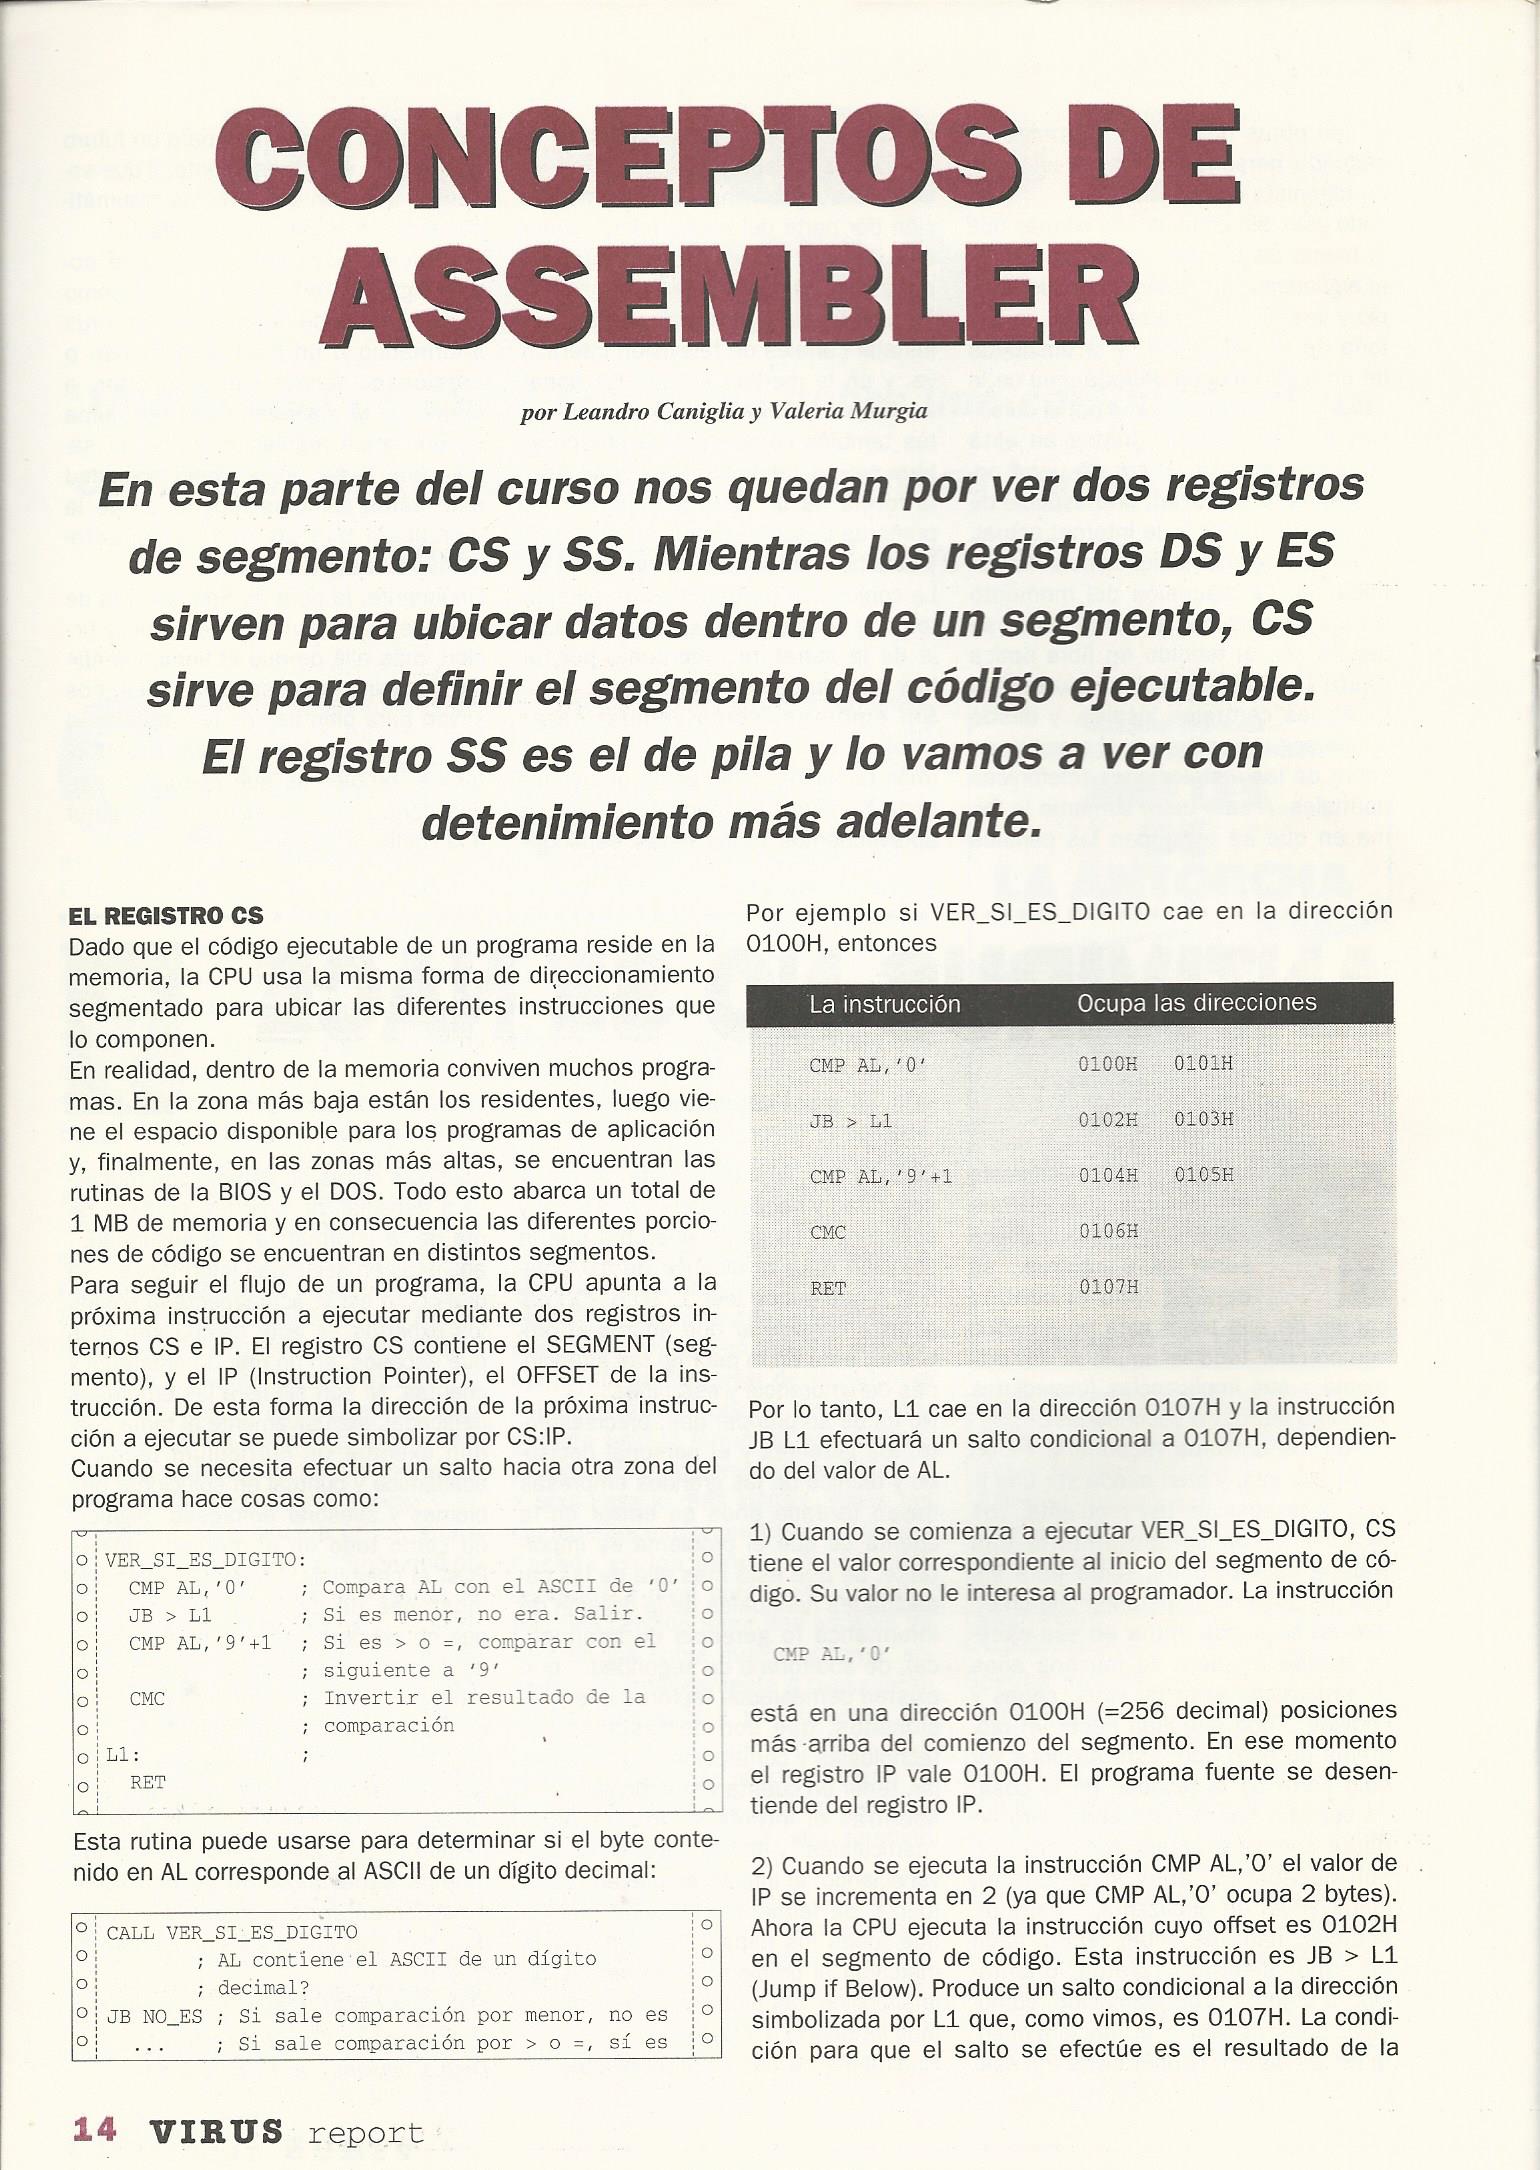 CONCEPTOS DE
ASSEMBLER
por Leandro Caniglia y Valeria Murgia
En esta parte del curso nos quedan por ver dos registros
de segmento: CS y SS. Mientras los registros DS y ES
sirven para ubicar datos dentro de un segmento, CS
sirve para definir el segmento del código ejecutable.
El registro SS es el de pila y lo vamos a ver con
detenimiento más adelante.
EL REGISTRO CS
Dado que el código ejecutable de un programa reside en la
memoria, la CPU usa la misma forma de direccionamiento
segmentado para ubicar las diferentes instrucciones que
lo componen.
En realidad, dentro de la memoria conviven muchos progra-
mas. En la zona más baja están los residentes, luego vie-
ne el espacio disponible para los programas de aplicación
y, finalmente, en las zonas más altas, se encuentran las
rutinas de la BIOS y el DOS. Todo esto abarca un total de
1 MB de memoria y en consecuencia las diferentes porcio-
nes de código se encuentran en distintos segmentos.
Para seguir el flujo de un programa, la CPU apunta a la
próxima instrucción a ejecutar mediante dos registros in-
ternos CS e IP. El registro CS contiene el SEGMENT (seg-
mento), y el IP (Instruction Pointer), el OFFSET de la ins-
trucción. De esta forma la dirección de la próxima instruc-
ción a ejecutar se puede simbolizar por CS:IP.
Cuando se necesita efectuar un salto hacia otra zona del
programa hace cosas como:
VER_SI_ES_DIGITO:
CMP AL,'0' ; Compara AL con el ASCII de '0'
JB > L1 ; Si es menor, no era. Salir.
CMP AL,'9'+1 ; Si es > o =, comparar con el
; siguiente a '9'
CMC ; Invertir el resultado de la
; comparación
L1: ;
RET
Esta rutina puede usarse para determinar si el byte conte-
nido en AL corresponde al ASCII de un dígito decimal:
CALL VER_SI_ES_DIGITO
; AL contiene el ASCII de un dígito
; decimal?
JB NO_ES ; Si sale comparación por menor, no es
... ; Si sale comparación por > o =, sí es
Por ejemplo si VER_SI_ES_DIGITO cae en la dirección
0100H, entonces
La instrucción Ocupa las direcciones
CMP AL,'0' 0100H 0101H
JB > L1 0102H 0103H
CMP AL,'9'+1 0104H 0105H
CMC 0106H
RET 0107H
Por lo tanto, L1 cae en la dirección 0107H y la instrucción
JB L1 efectuará un salto condicional a 0107H, dependien-
do del valor de AL.
1) Cuando se comienza a ejecutar VER_SI_ES_DIGITO, CS
tiene el valor correspondiente al inicio del segmento de có-
digo. Su valor no le interesa al programador. La instrucción
CMP AL,'0'
está en una dirección 0100H (=256 decimal) posiciones
más arriba del comienzo del segmento. En ese momento
el registro IP vale 0100H. El programa fuente se desen-
tiende del registro IP.
2) Cuando se ejecuta la instrucción CMP AL,'0' el valor de
IP se incrementa en 2 (ya que CMP AL,'0' ocupa 2 bytes).
Ahora la CPU ejecuta la instrucción cuyo offset es 0102H
en el segmento de código. Esta instrucción es JB > L1
(Jump if Below). Produce un salto condicional a la dirección
simbolizada por L1 que, como vimos, es 0107H. La condi-
ción para que el salto se efectúe es el resultado de la
14 VIRUS report